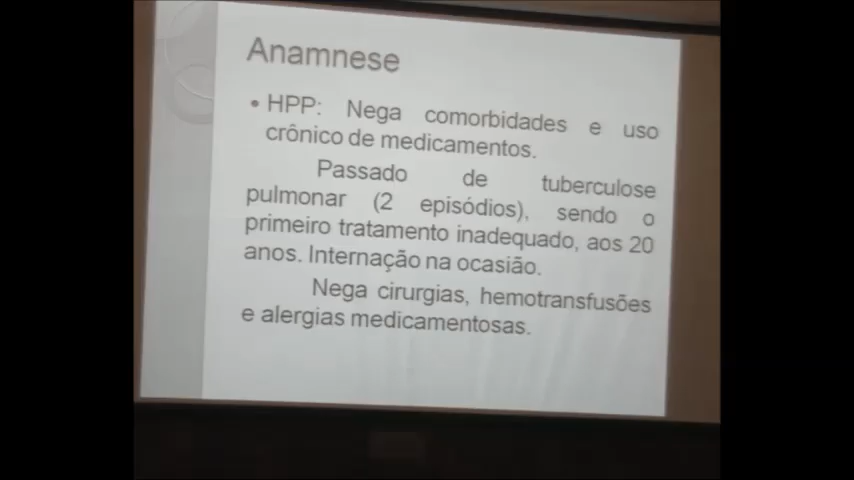 Anamnese
• HPP: Nega comorbidades e uso
crônico de medicamentos.
Passado de tuberculose
pulmonar (2 episódios), sendo o
primeiro tratamento inadequado, aos 20
anos. Internação na ocasião.
Nega cirurgias, hemotransfusões
e alergias medicamentosas.